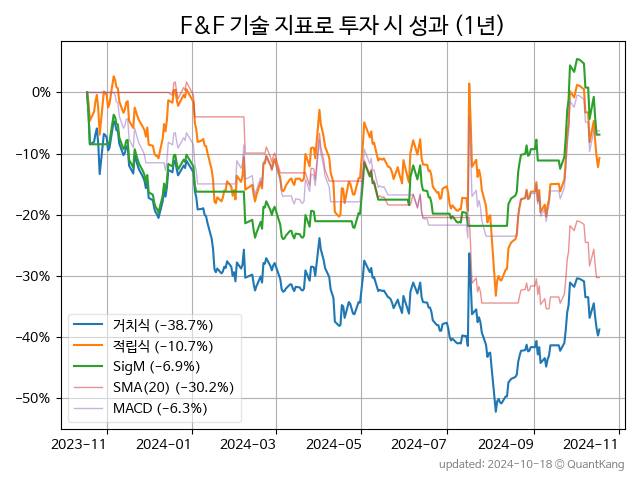 F&F 기술 지표로 투자 시 성과 (1년)
0%
−10%
−20%
−30%
−40%
−50%
거치식 (−38.7%)
적립식 (−10.7%)
SigM (−6.9%)
SMA(20) (−30.2%)
MACD (−6.3%)
2023-11 2024-01 2024-03 2024-05 2024-07 2024-09 2024-11
updated: 2024-10-18 © QuantKang